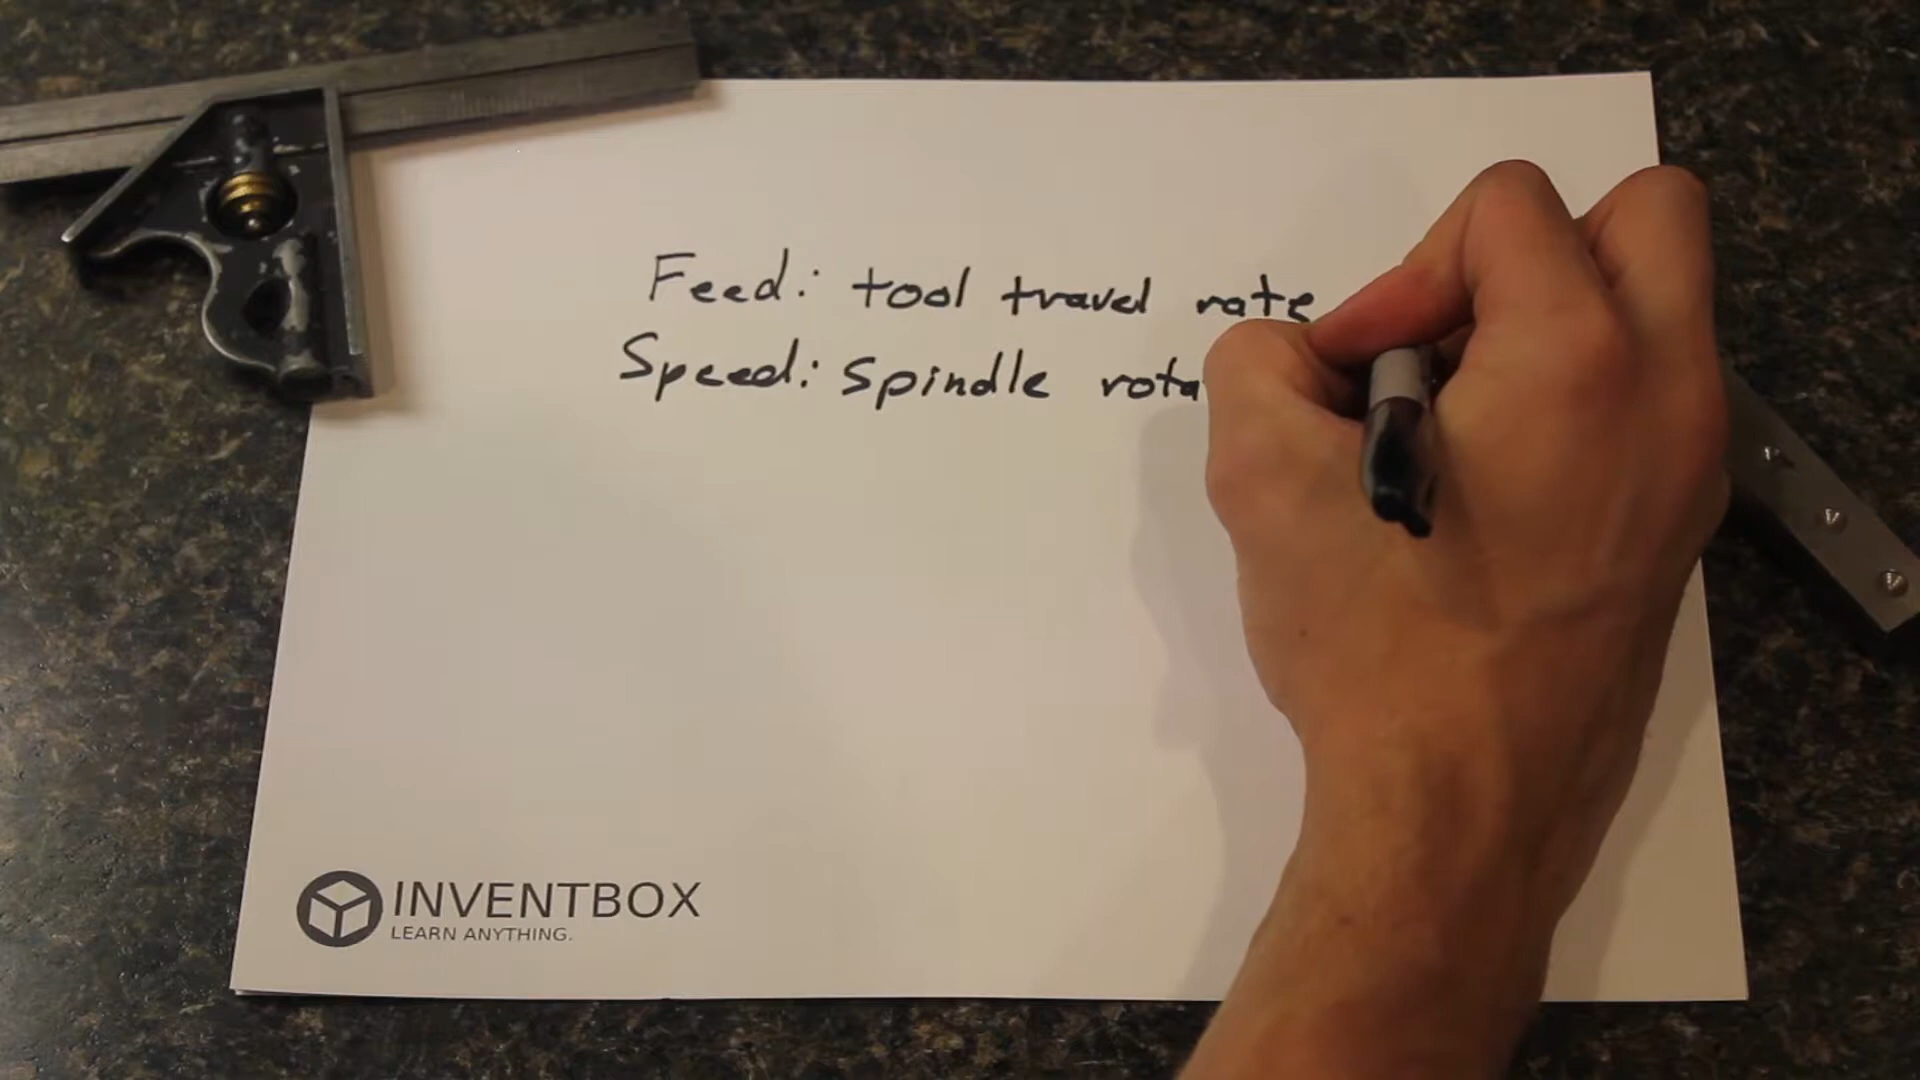 Feed: tool travel rate
Speed: Spindle rota
INVENTBOX
LEARN ANYTHING.